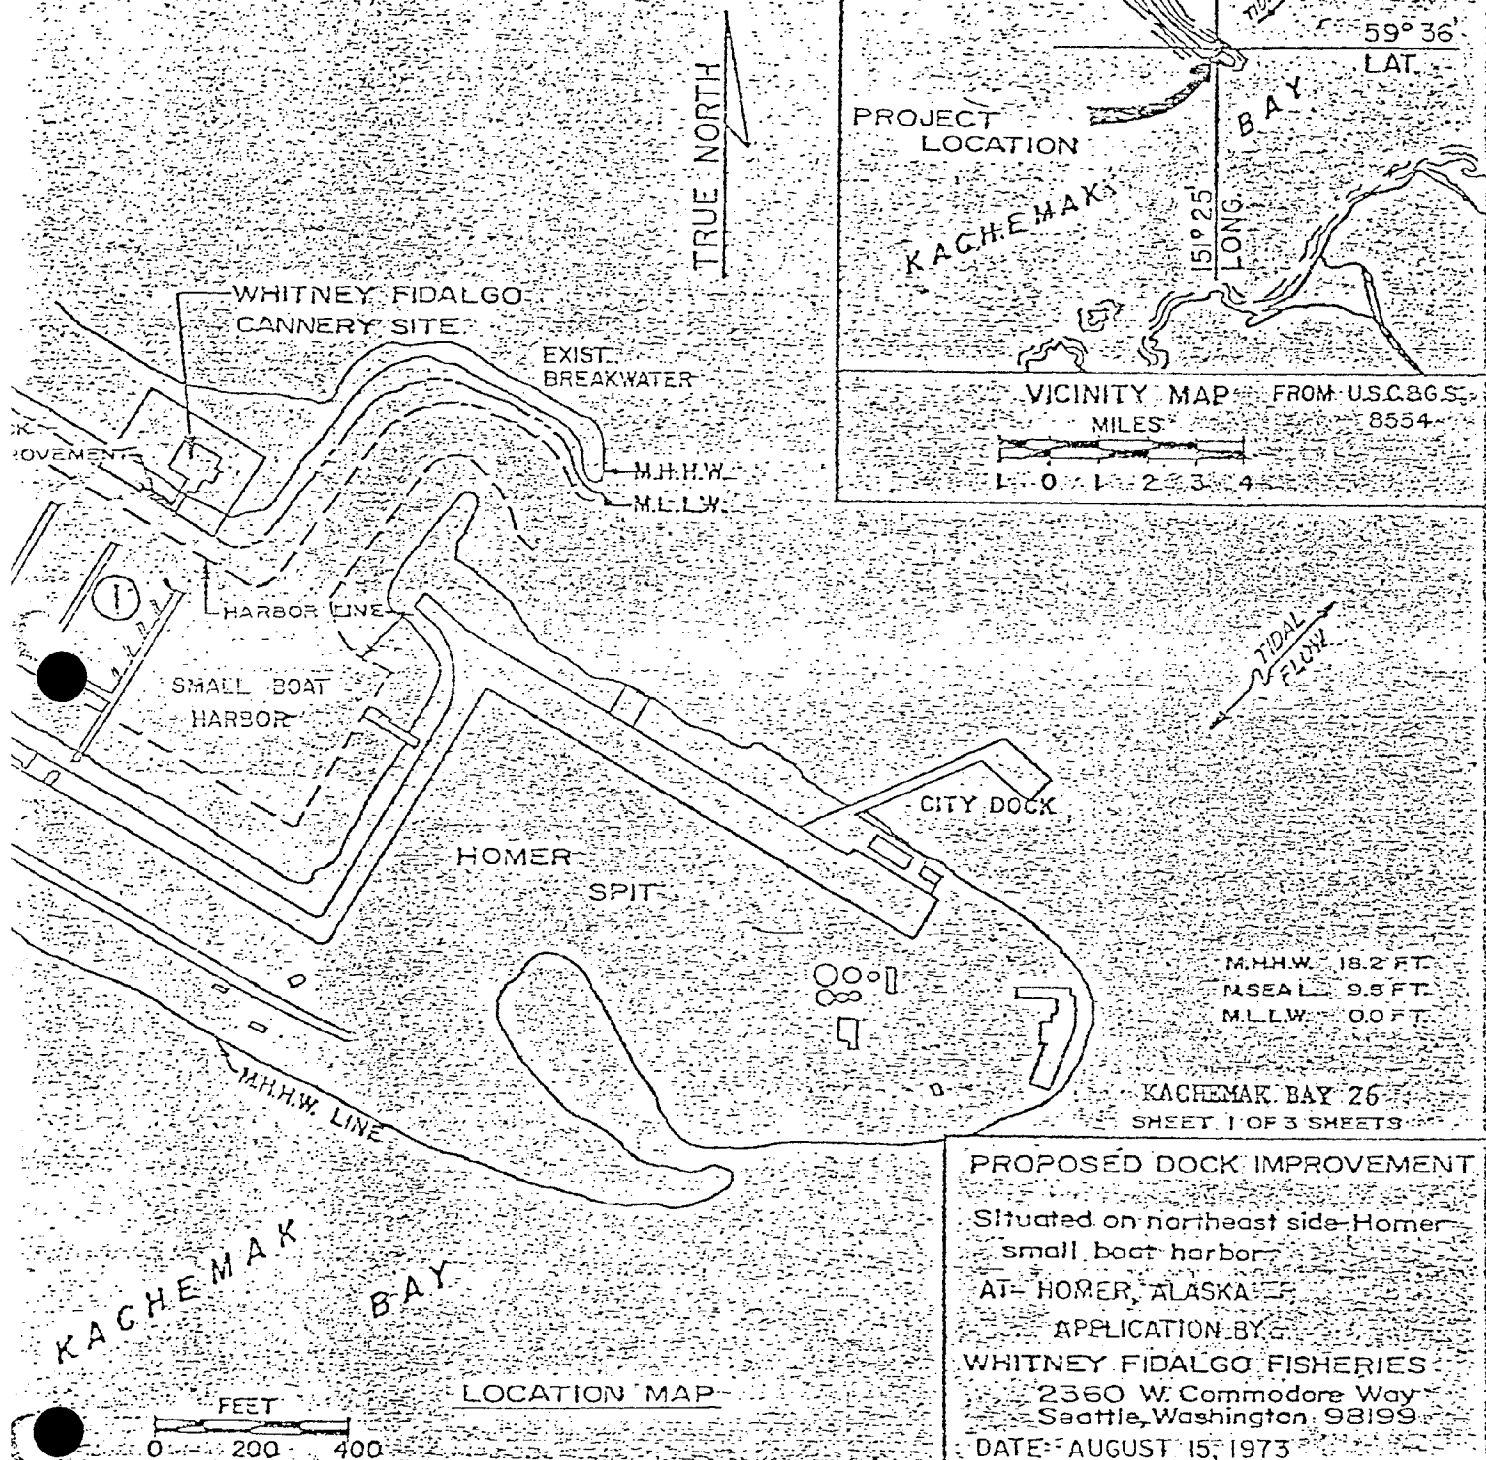 TRUE NORTH
59° 36'
LAT.
PROJECT
LOCATION
KACHEMAK
BAY
151° 25'
LONG.
VICINITY MAP
FROM U.S.C.&G.S.
8554
MILES
1 0 1 2 3 4
WHITNEY FIDALGO
CANNERY SITE
EXIST.
BREAKWATER
M.H.H.W.
M.L.L.W.
1
HARBOR LINE
SMALL BOAT
HARBOR
TIDAL
FLOW
CITY DOCK
HOMER
SPIT
M.H.H.W. LINE
M.H.H.W. 18.2 FT.
M.SEA L. 9.5 FT.
M.L.L.W. 0.0 FT.
KACHEMAK BAY 26
SHEET 1 OF 3 SHEETS
KACHEMAK BAY
LOCATION MAP
FEET
0 200 400
PROPOSED DOCK IMPROVEMENT
Situated on northeast side-Homer
small boat harbor
AT- HOMER, ALASKA
APPLICATION BY
WHITNEY FIDALGO FISHERIES
2360 W. Commodore Way
Seattle, Washington 98199
DATE: AUGUST 15, 1973